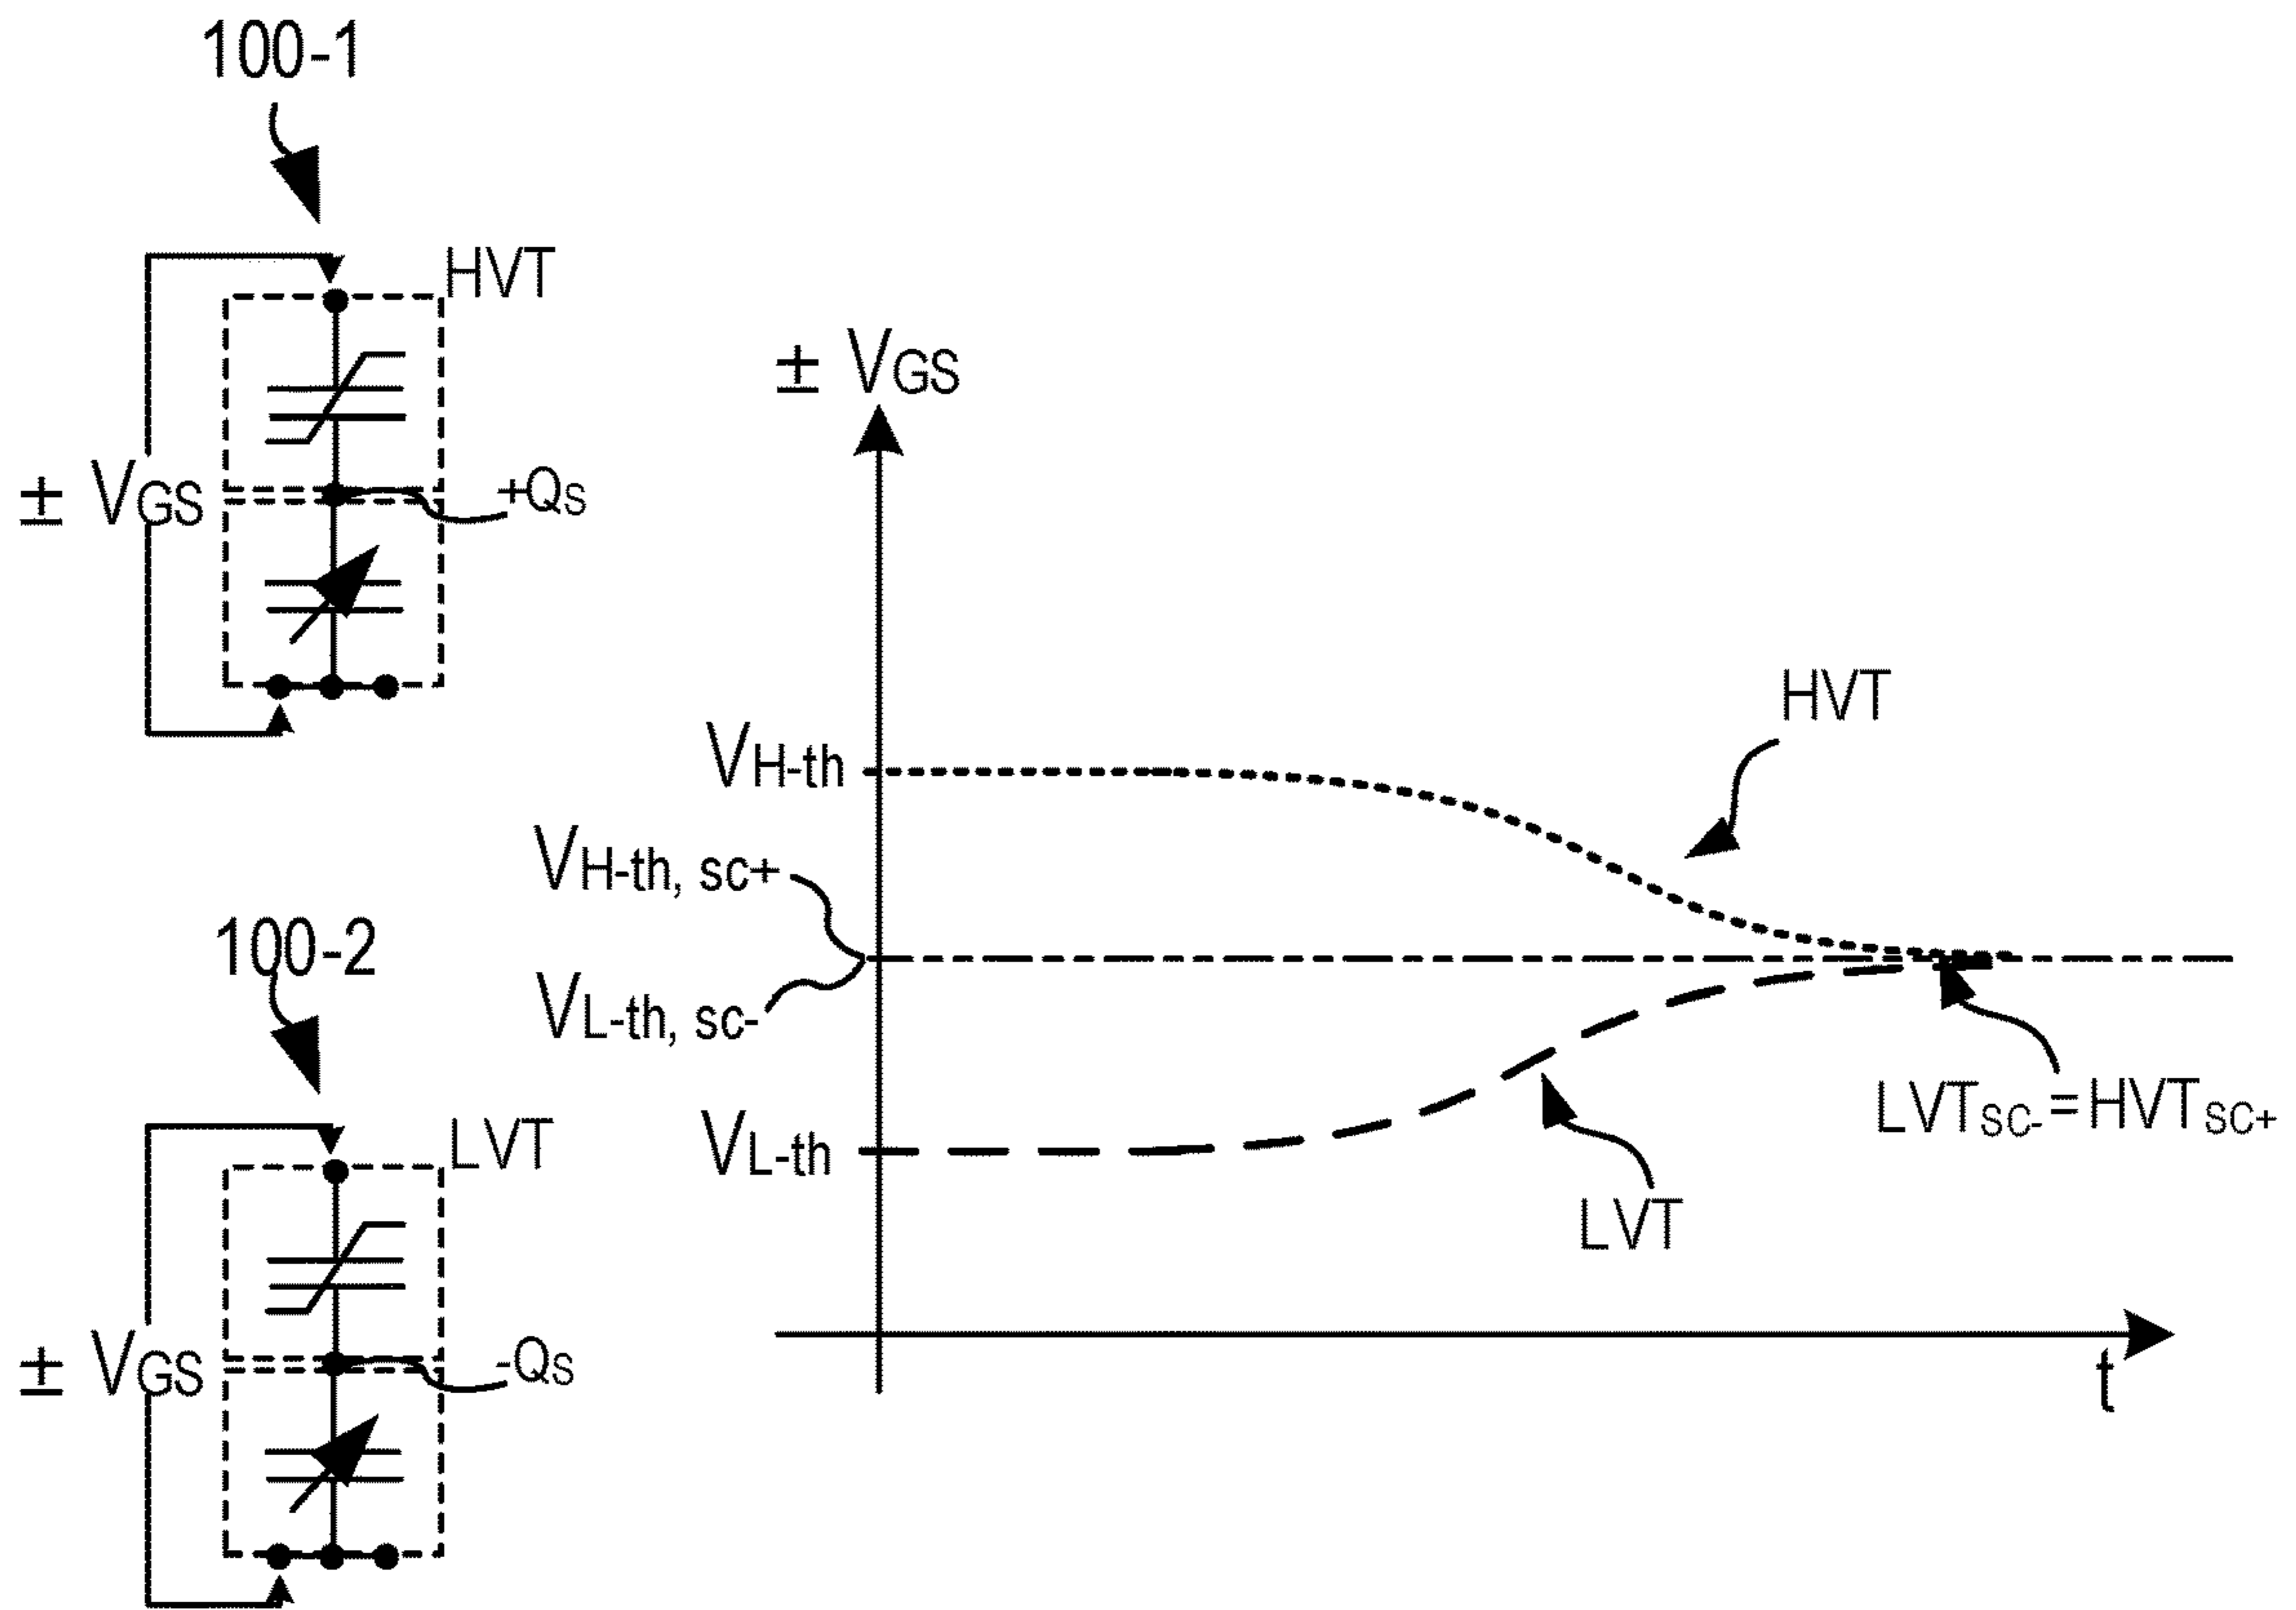 100-1
HVT
± VGS
+QS
100-2
LVT
± VGS
-QS
± VGS
VH-th
VH-th, sc+
VL-th, sc-
VL-th
HVT
LVTSC-=HVTSC+
LVT
t